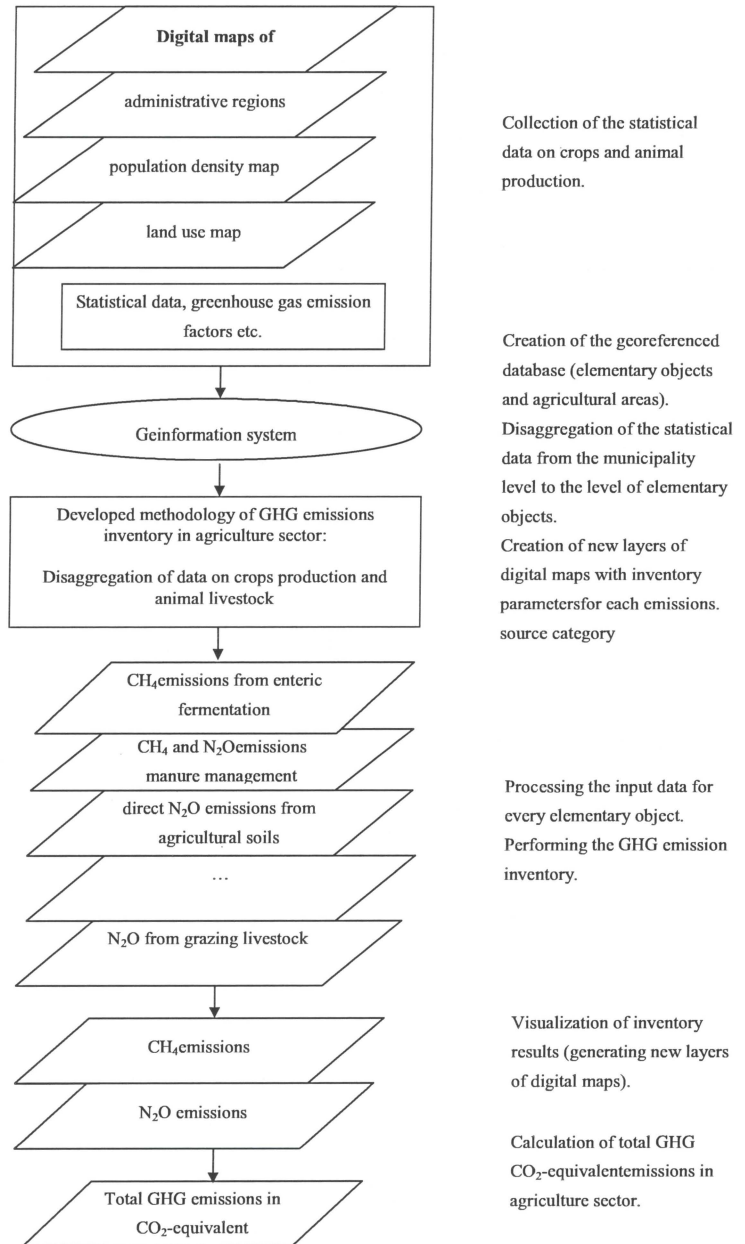 Digital maps of
administrative regions
population density map
land use map
Statistical data, greenhouse gas emission
factors etc.
Geinformation system
Developed methodology of GHG emissions
inventory in agriculture sector:
Disaggregation of data on crops production and
animal livestock
CH₄emissions from enteric
fermentation
CH₄ and N₂Oemissions
manure management
direct N₂O emissions from
agricultural soils
…
N₂O from grazing livestock
CH₄emissions
N₂O emissions
Total GHG emissions in
CO₂-equivalent
Collection of the statistical
data on crops and animal
production.
Creation of the georeferenced
database (elementary objects
and agricultural areas).
Disaggregation of the statistical
data from the municipality
level to the level of elementary
objects.
Creation of new layers of
digital maps with inventory
parametersfor each emissions.
source category
Processing the input data for
every elementary object.
Performing the GHG emission
inventory.
Visualization of inventory
results (generating new layers
of digital maps).
Calculation of total GHG
CO₂-equivalentemissions in
agriculture sector.